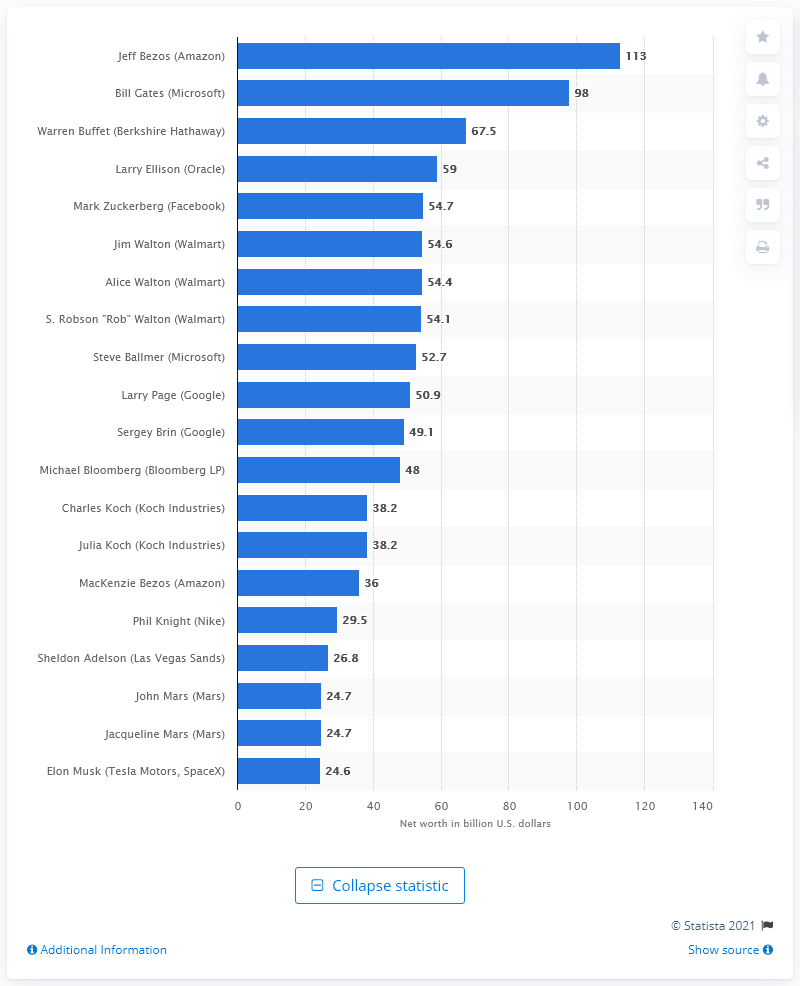 Jeff Bezos (Amazon) 113
Bill Gates (Microsoft) 98
Warren Buffet (Berkshire Hathaway) 67.5
Larry Ellison (Oracle) 59
Mark Zuckerberg (Facebook) 54.7
Jim Walton (Walmart) 54.6
Alice Walton (Walmart) 54.4
S. Robson "Rob" Walton (Walmart) 54.1
Steve Ballmer (Microsoft) 52.7
Larry Page (Google) 50.9
Sergey Brin (Google) 49.1
Michael Bloomberg (Bloomberg LP) 48
Charles Koch (Koch Industries) 38.2
Julia Koch (Koch Industries) 38.2
MacKenzie Bezos (Amazon) 36
Phil Knight (Nike) 29.5
Sheldon Adelson (Las Vegas Sands) 26.8
John Mars (Mars) 24.7
Jacqueline Mars (Mars) 24.7
Elon Musk (Tesla Motors, SpaceX) 24.6
0 20 40 60 80 100 120 140
Net worth in billion U.S. dollars
Collapse statistic
© Statista 2021
Additional Information
Show source